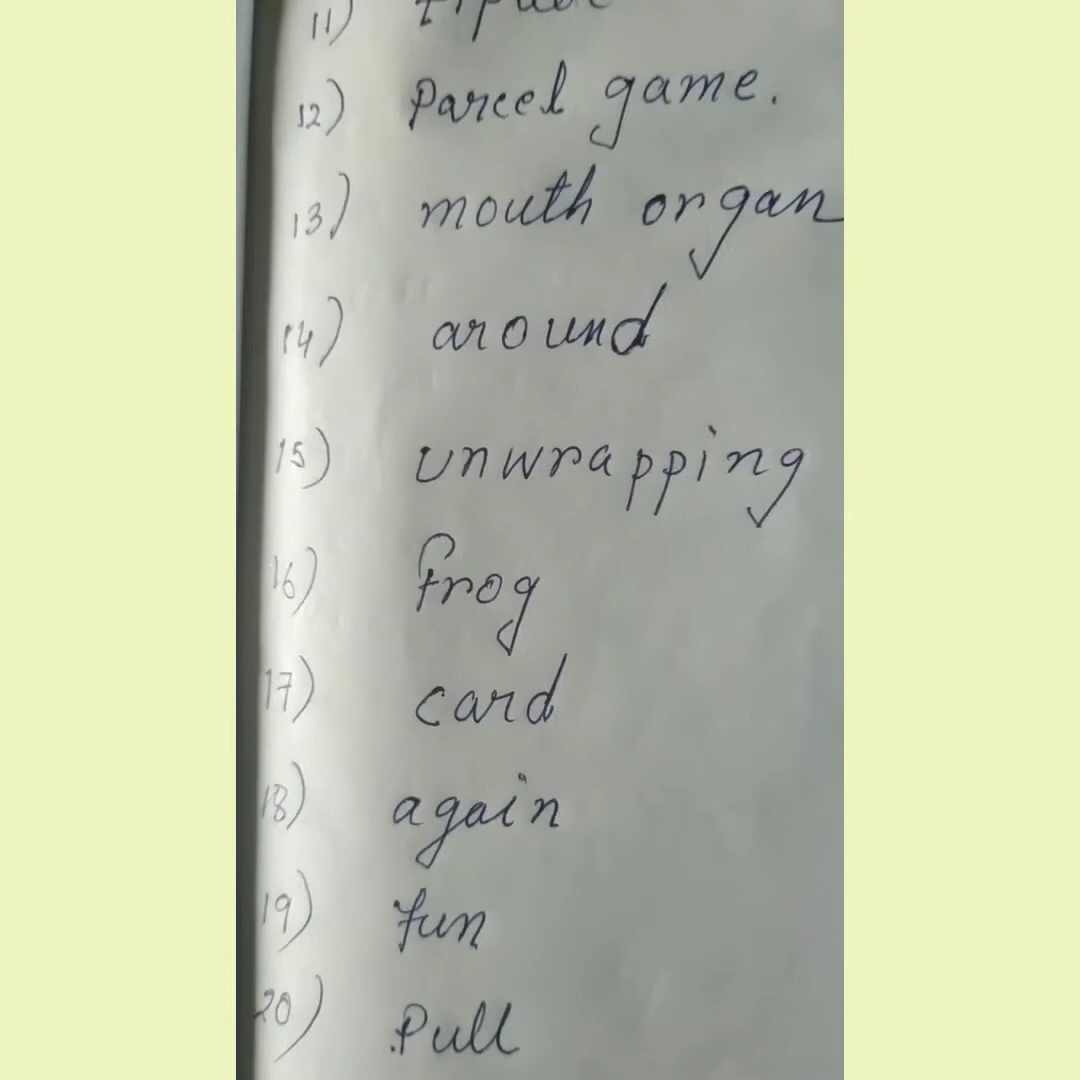 11)
12) Parcel game.
13) mouth organ
14) around
15) unwrapping
16) frog
17) card
18) again
19) fun
20) Pull